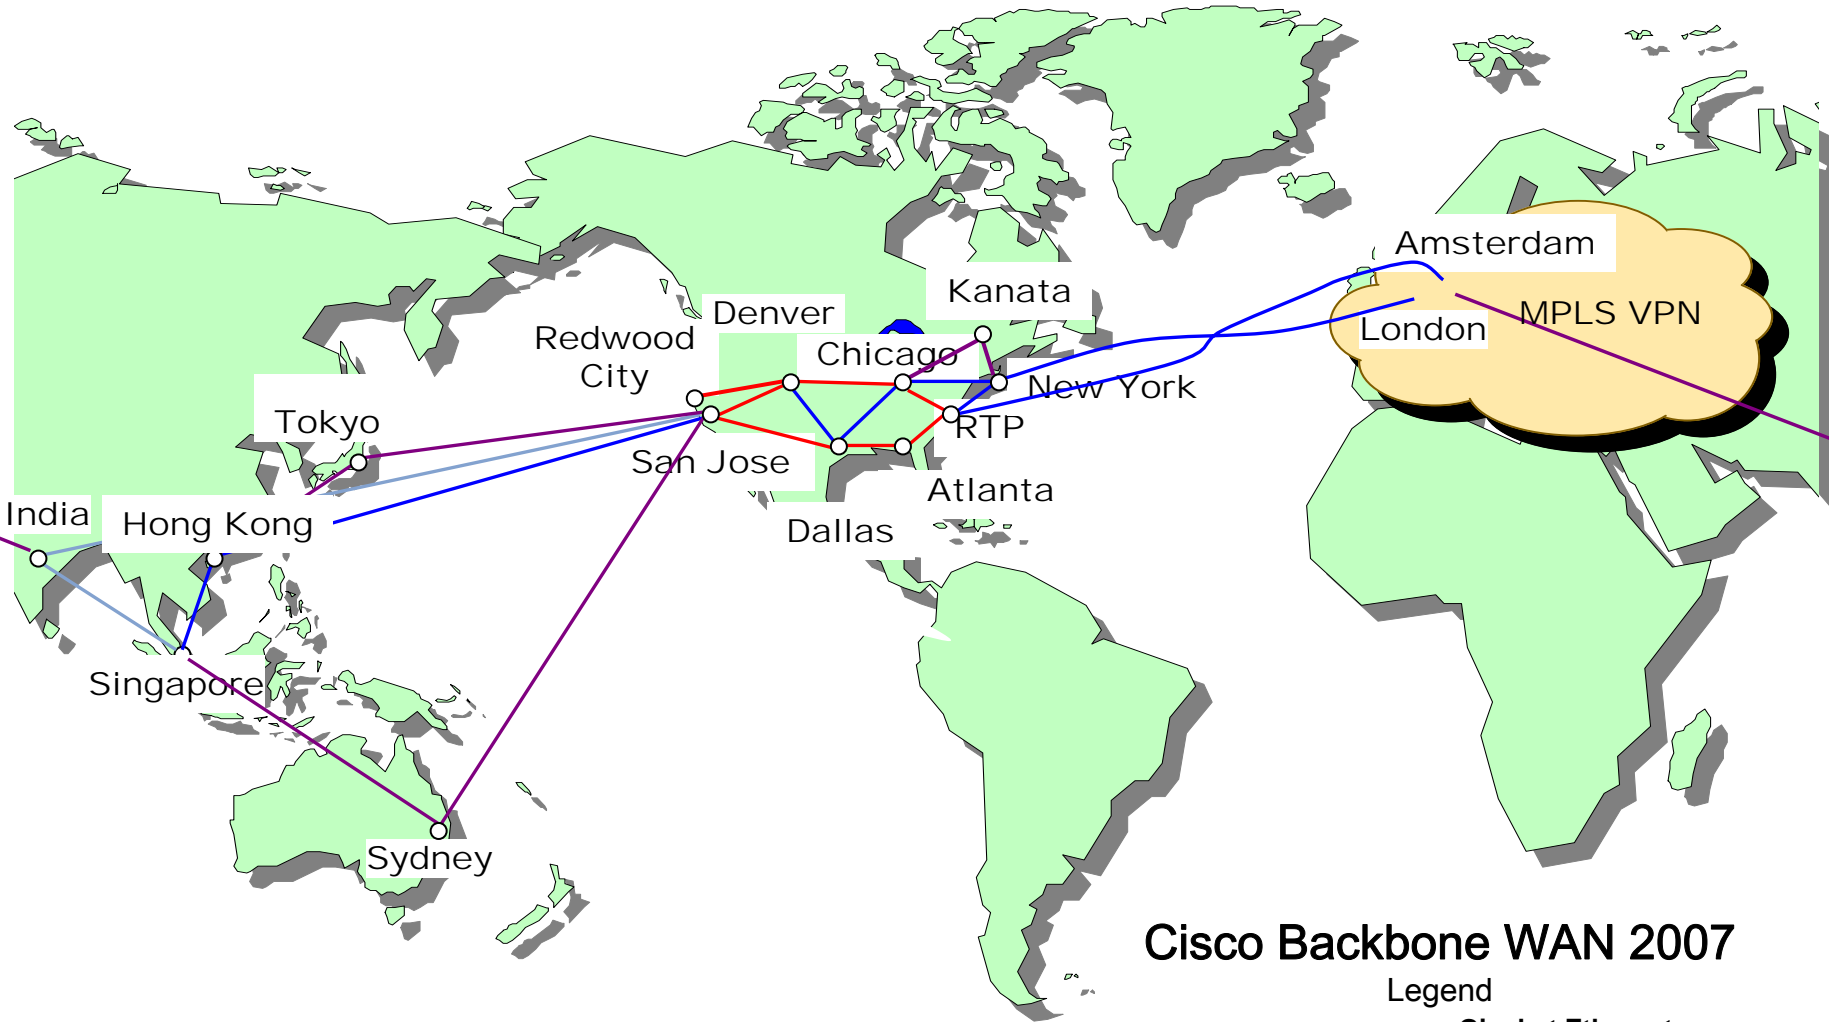 Amsterdam
Kanata
Denver
MPLS VPN
Redwood
City
London
Chicago
New York
Tokyo
RTP
San Jose
Atlanta
India
Hong Kong
Dallas
Singapore
Sydney
Cisco Backbone WAN 2007
Legend